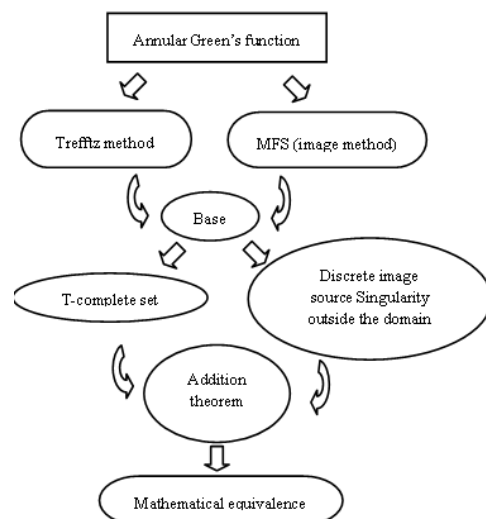 Annular Green's function
Trefftz method
MFS (image method)
Base
T-complete set
Discrete image
source Singularity
outside the domain
Addition
theorem
Mathematical equivalence